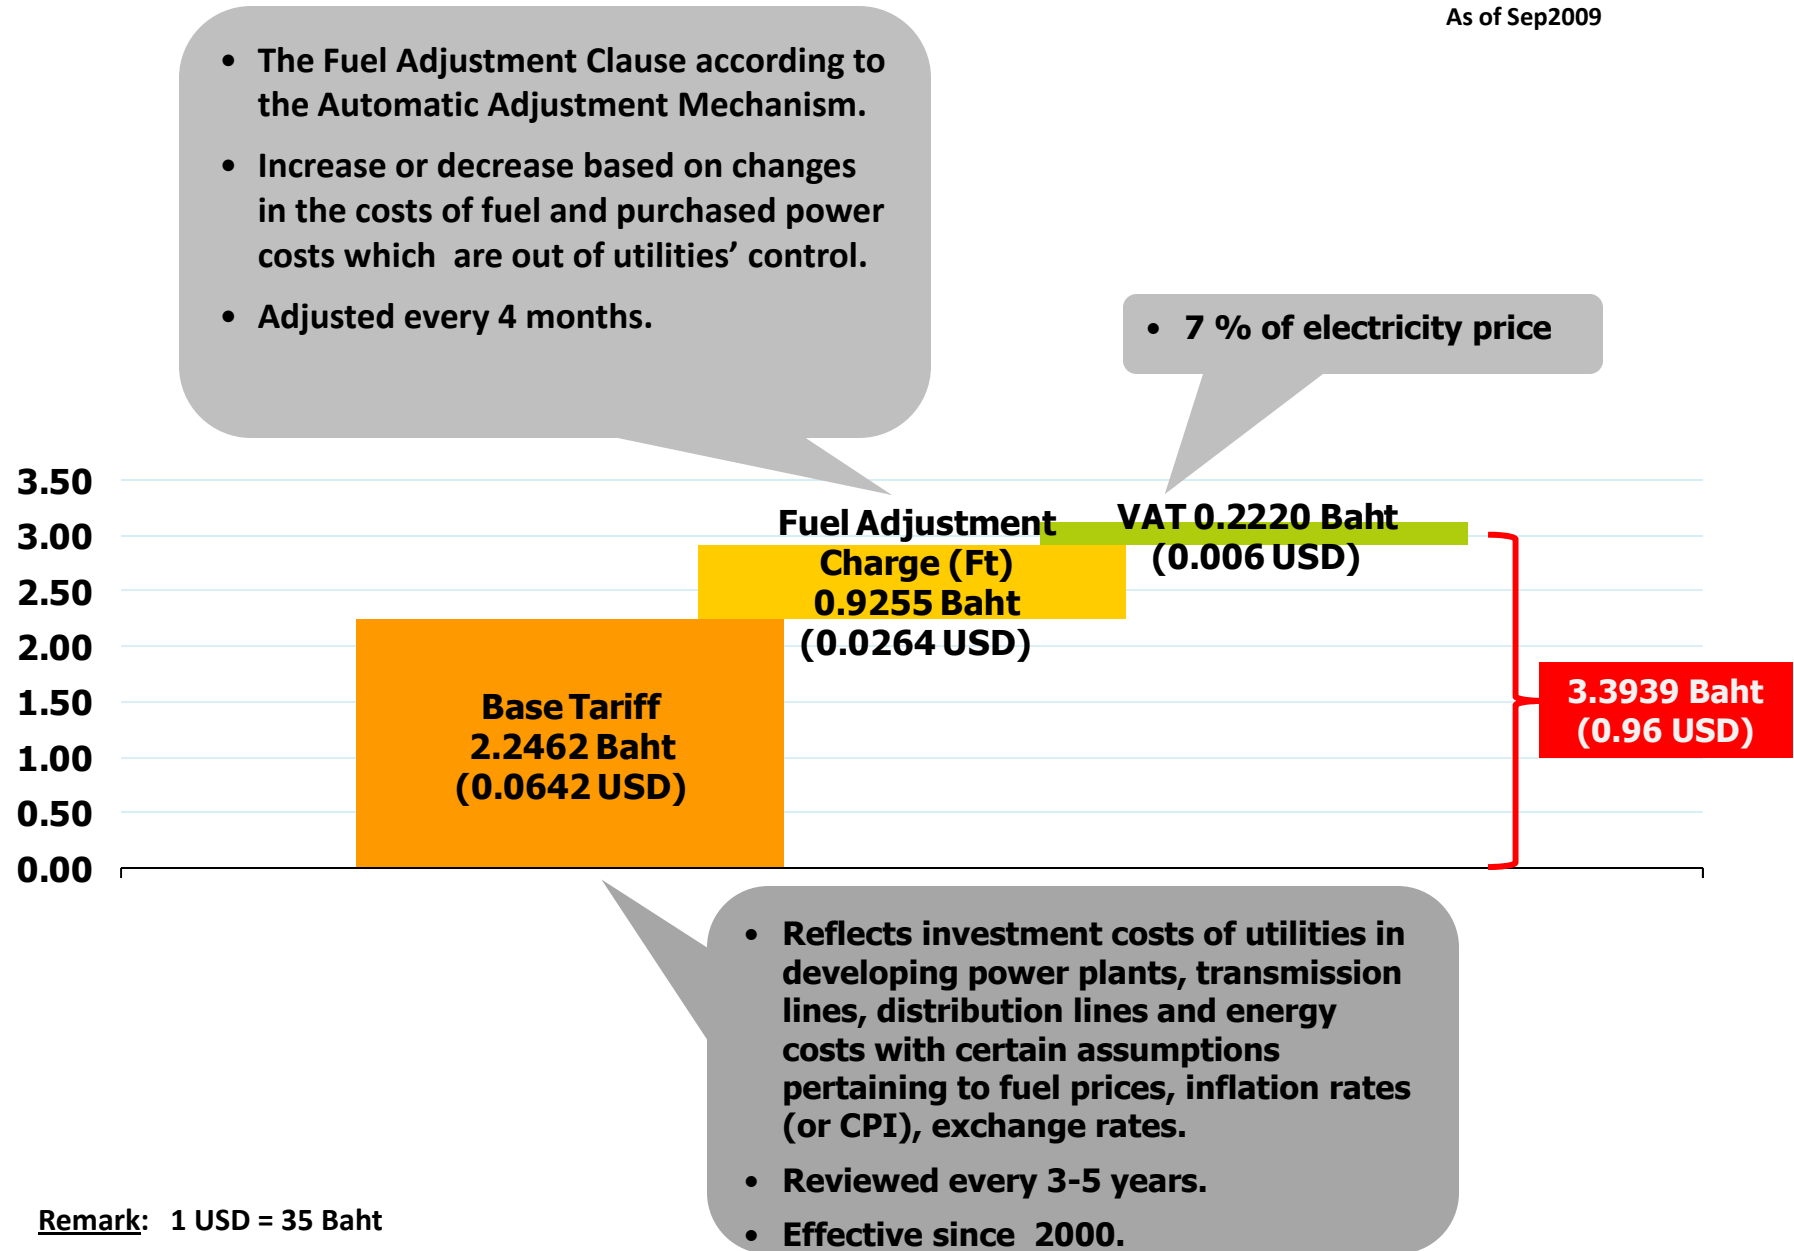 As of Sep2009
• The Fuel Adjustment Clause according to
the Automatic Adjustment Mechanism.
• Increase or decrease based on changes
in the costs of fuel and purchased power
costs which are out of utilities’ control.
• Adjusted every 4 months.
• 7 % of electricity price
3.50
3.00
2.50
2.00
1.50
1.00
0.50
0.00
Fuel Adjustment
Charge (Ft)
0.9255 Baht
(0.0264 USD)
VAT 0.2220 Baht
(0.006 USD)
Base Tariff
2.2462 Baht
(0.0642 USD)
3.3939 Baht
(0.96 USD)
• Reflects investment costs of utilities in
developing power plants, transmission
lines, distribution lines and energy
costs with certain assumptions
pertaining to fuel prices, inflation rates
(or CPI), exchange rates.
• Reviewed every 3-5 years.
• Effective since 2000.
Remark: 1 USD = 35 Baht